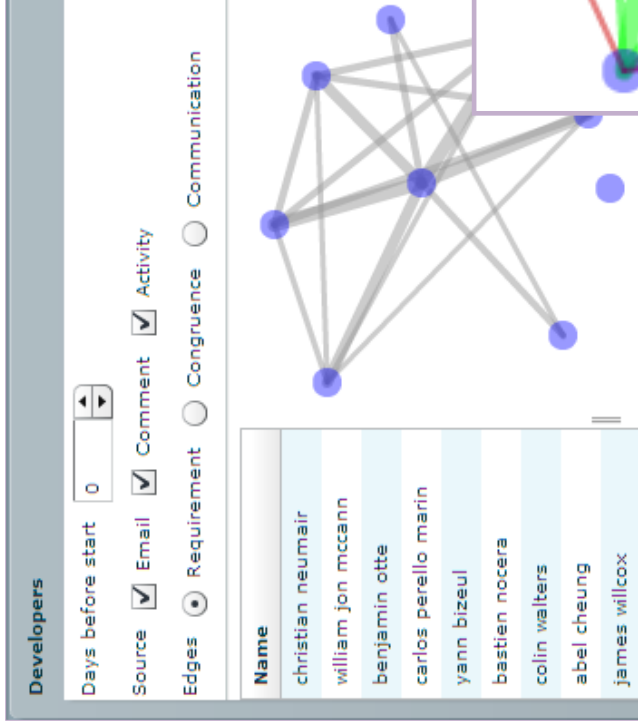 Developers
Days before start 0
Source Email Comment Activity
Edges Requirement Congruence Communication
Name
christian neumair
william jon mccann
benjamin otte
carlos perello marin
yann bizeul
bastien nocera
colin walters
abel cheung
james willcox